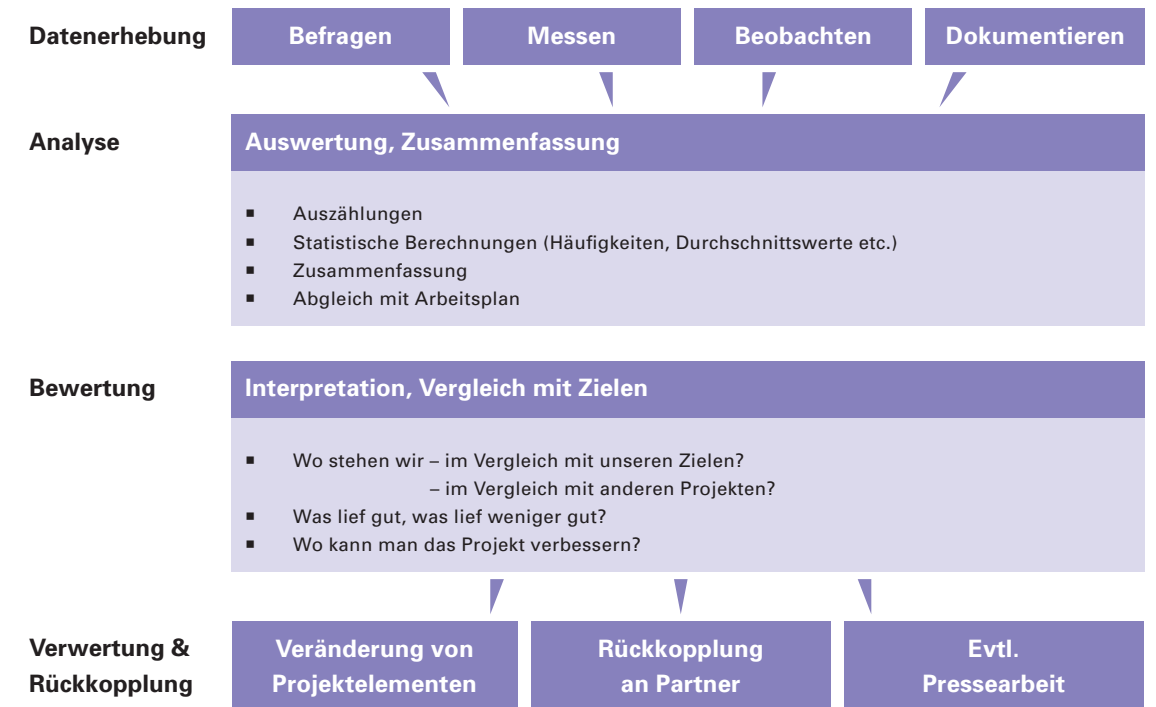 Datenerhebung
Befragen
Messen
Beobachten
Dokumentieren
Analyse
Auswertung, Zusammenfassung
▪ Auszählungen
▪ Statistische Berechnungen (Häufigkeiten, Durchschnittswerte etc.)
▪ Zusammenfassung
▪ Abgleich mit Arbeitsplan
Bewertung
Interpretation, Vergleich mit Zielen
▪ Wo stehen wir – im Vergleich mit unseren Zielen?
– im Vergleich mit anderen Projekten?
▪ Was lief gut, was lief weniger gut?
▪ Wo kann man das Projekt verbessern?
Verwertung &
Rückkopplung
Veränderung von
Projektelementen
Rückkopplung
an Partner
Evtl.
Pressearbeit